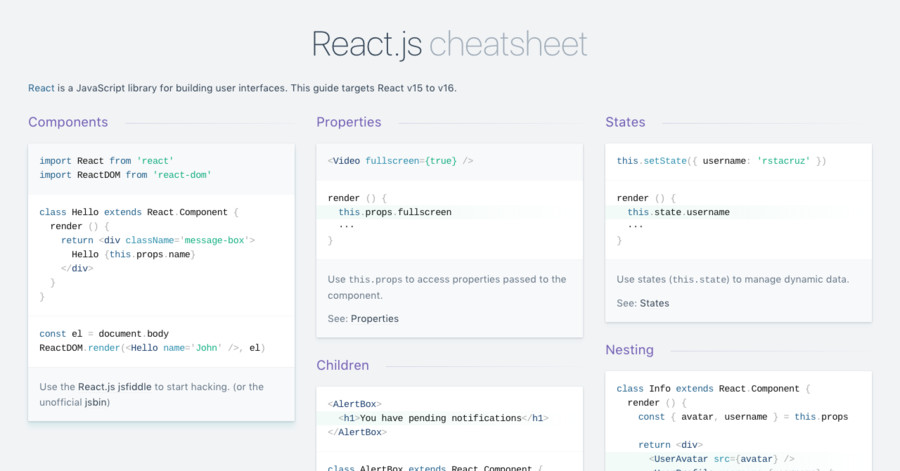 React.js cheatsheet
React is a JavaScript library for building user interfaces. This guide targets React v15 to v16.
Components
import React from 'react'
import ReactDOM from 'react-dom'
class Hello extends React.Component {
render () {
return <div className='message-box'>
Hello {this.props.name}
</div>
}
}
const el = document.body
ReactDOM.render(<Hello name='John' />, el)
Use the React.js jsfiddle to start hacking. (or the
unofficial jsbin)
Properties
<Video fullscreen={true} />
render () {
this.props.fullscreen
···
}
Use this.props to access properties passed to the
component.
See: Properties
Children
<AlertBox>
<h1>You have pending notifications</h1>
</AlertBox>
class AlertBox extends React.Component {
States
this.setState({ username: 'rstacruz' })
render () {
this.state.username
···
}
Use states (this.state) to manage dynamic data.
See: States
Nesting
class Info extends React.Component {
render () {
const { avatar, username } = this.props
return <div>
<UserAvatar src={avatar} />